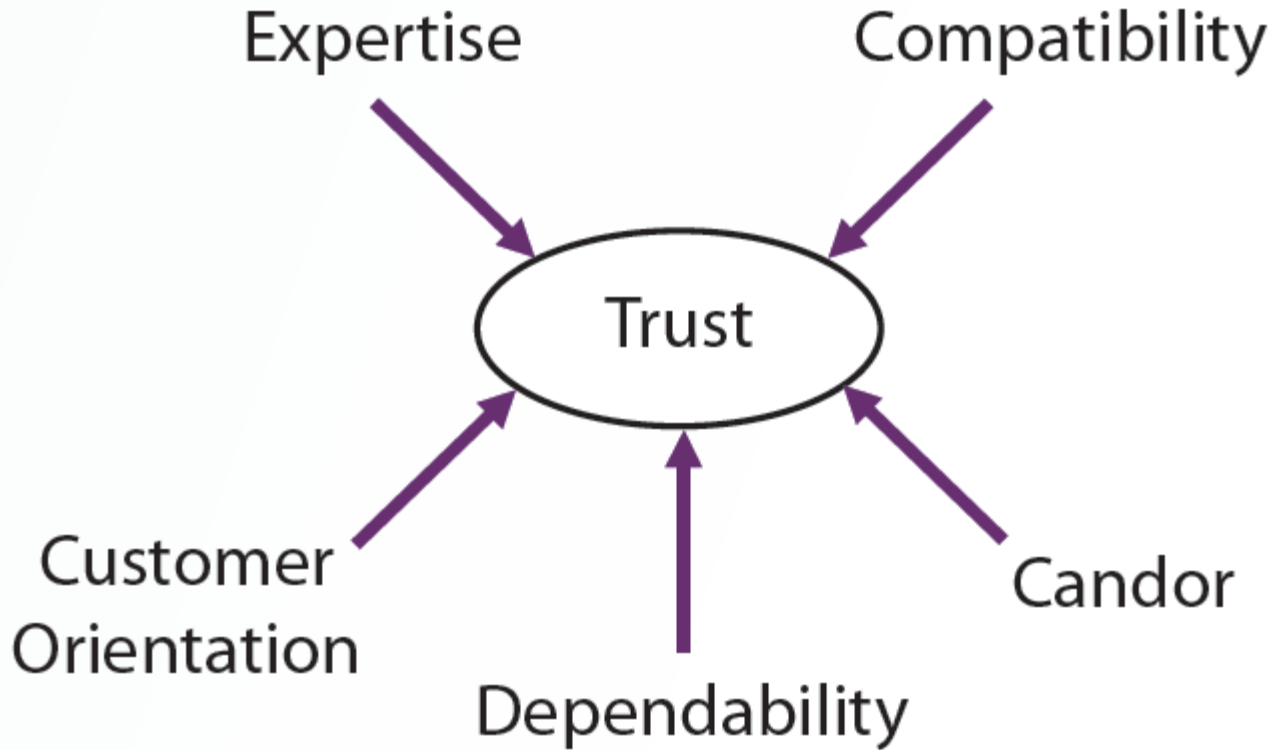 Expertise
Compatibility
Trust
Customer
Orientation
Candor
Dependability